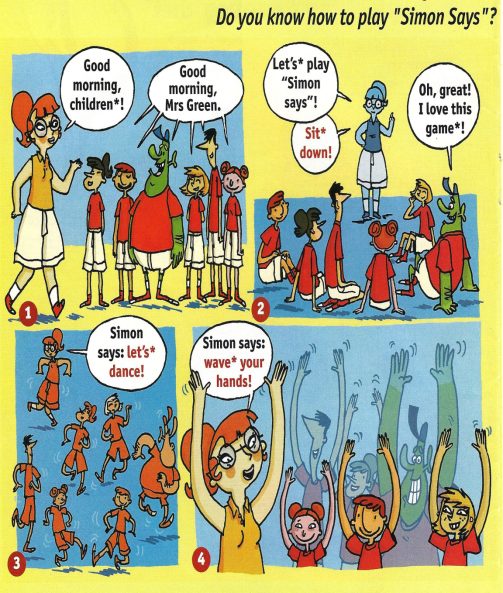 Do you know how to play "Simon Says"?
Good
morning,
children*!
Good
morning,
Mrs Green.
1
Let's* play
"Simon
says"!
Sit*
down!
Oh, great!
I love this
game*!
2
Simon
says: let's*
dance!
3
Simon says:
wave* your
hands!
4